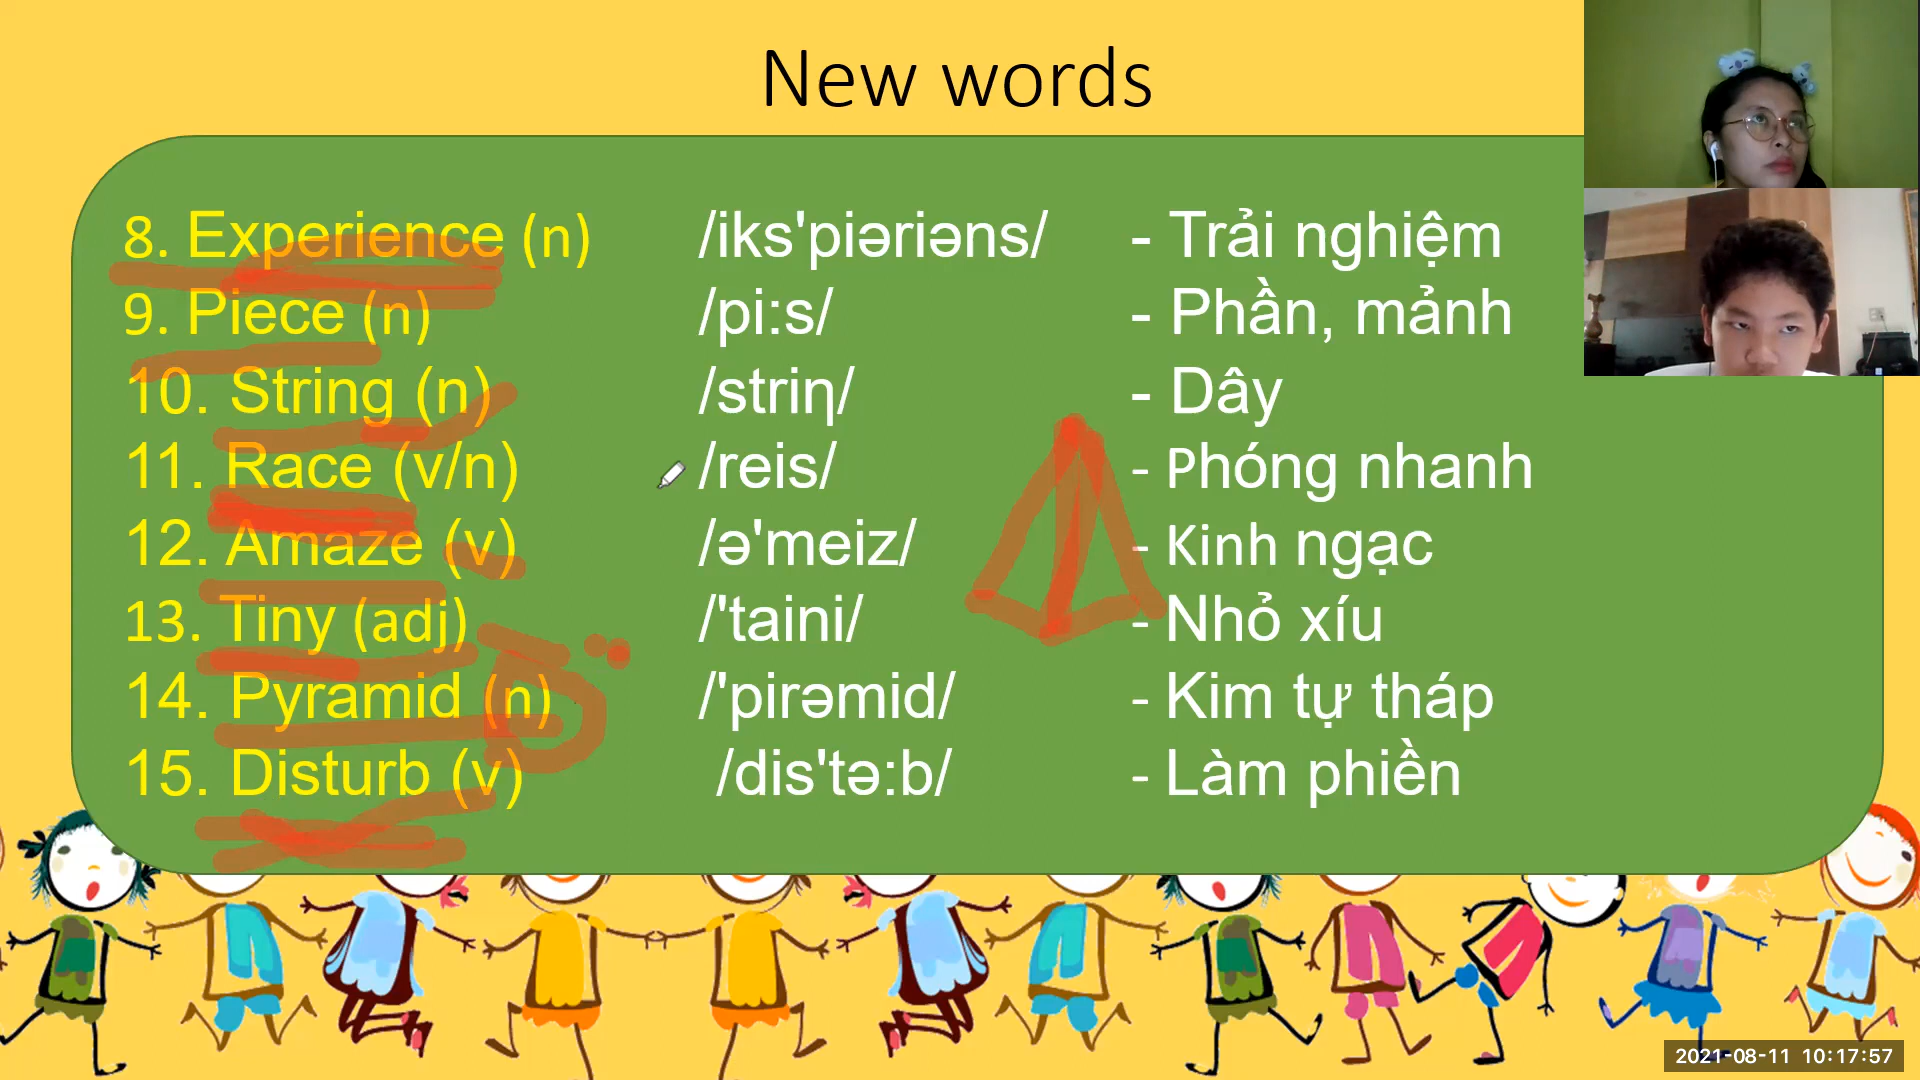 New words
8. Experience (n) /iks'piəriəns/ - Trải nghiệm
9. Piece (n) /pi:s/ - Phần, mảnh
10. String (n) /striη/ - Dây
11. Race (v/n) /reis/ - Phóng nhanh
12. Amaze (v) /ə'meiz/ - Kinh ngạc
13. Tiny (adj) /'taini/ - Nhỏ xíu
14. Pyramid (n) /'pirəmid/ - Kim tự tháp
15. Disturb (v) /dis'tə:b/ - Làm phiền
2021-08-11 10:17:57